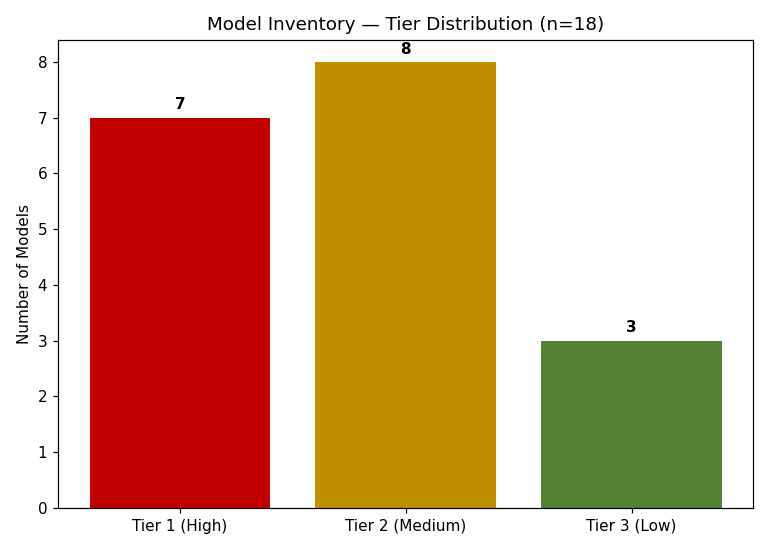 Model Inventory — Tier Distribution (n=18)
Number of Models
8
7
6
5
4
3
2
1
0
7
8
3
Tier 1 (High)
Tier 2 (Medium)
Tier 3 (Low)